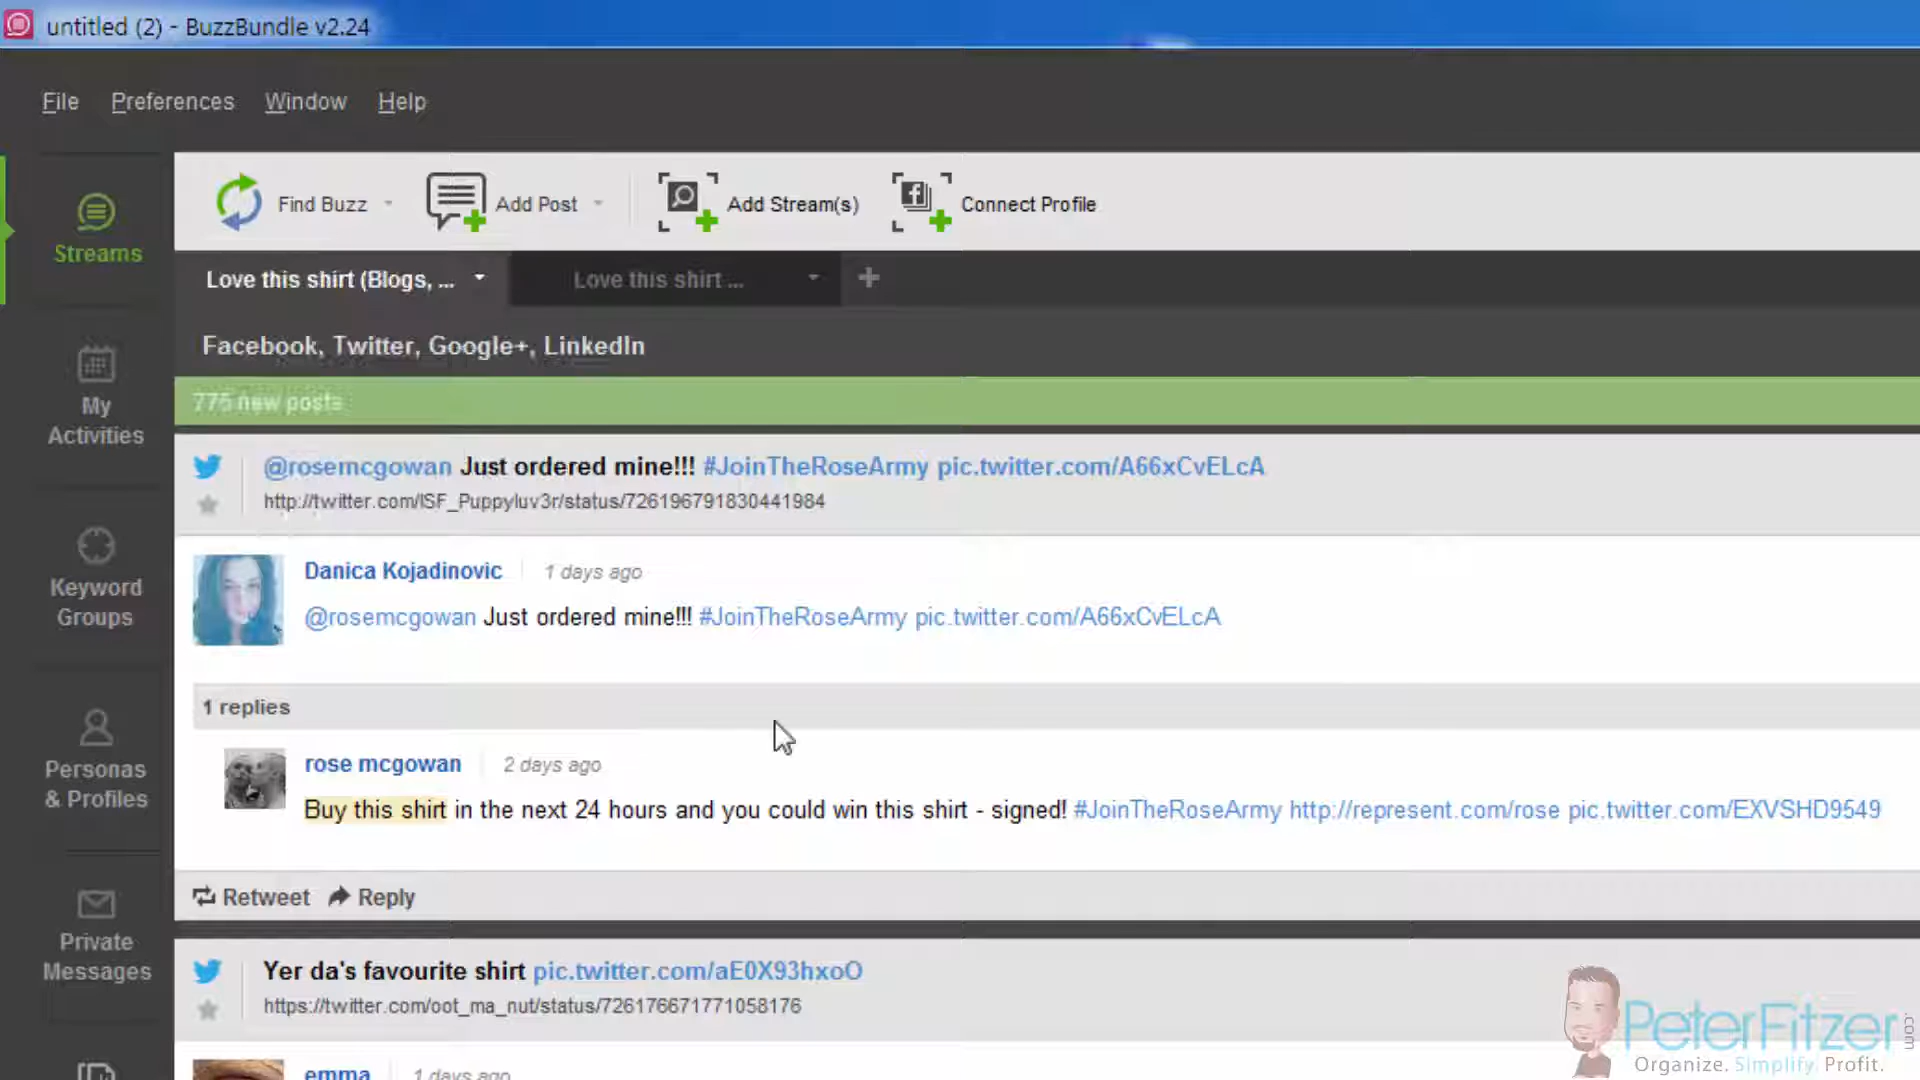 untitled (2) - BuzzBundle v2.24
File Preferences Window Help
Find Buzz Add Post Add Stream(s) Connect Profile
Streams
Love this shirt (Blogs, ... Love this shirt ...
Facebook, Twitter, Google+, LinkedIn
775 new posts
My
Activities
@rosemcgowan Just ordered mine!!! #JoinTheRoseArmy pic.twitter.com/A66xCvELcA
http://twitter.com/ISF_Puppyluv3r/status/726196791830441984
Danica Kojadinovic 1 days ago
@rosemcgowan Just ordered mine!!! #JoinTheRoseArmy pic.twitter.com/A66xCvELcA
Keyword
Groups
1 replies
rose mcgowan 2 days ago
Buy this shirt in the next 24 hours and you could win this shirt - signed! #JoinTheRoseArmy http://represent.com/rose pic.twitter.com/EXVSHD9549
Personas
& Profiles
Retweet Reply
Private
Messages
Yer da's favourite shirt pic.twitter.com/aE0X93hxoO
https://twitter.com/oot_ma_nut/status/726176671771058176
emma 1 days ago
PeterFitzer.com
Organize. Simplify. Profit.